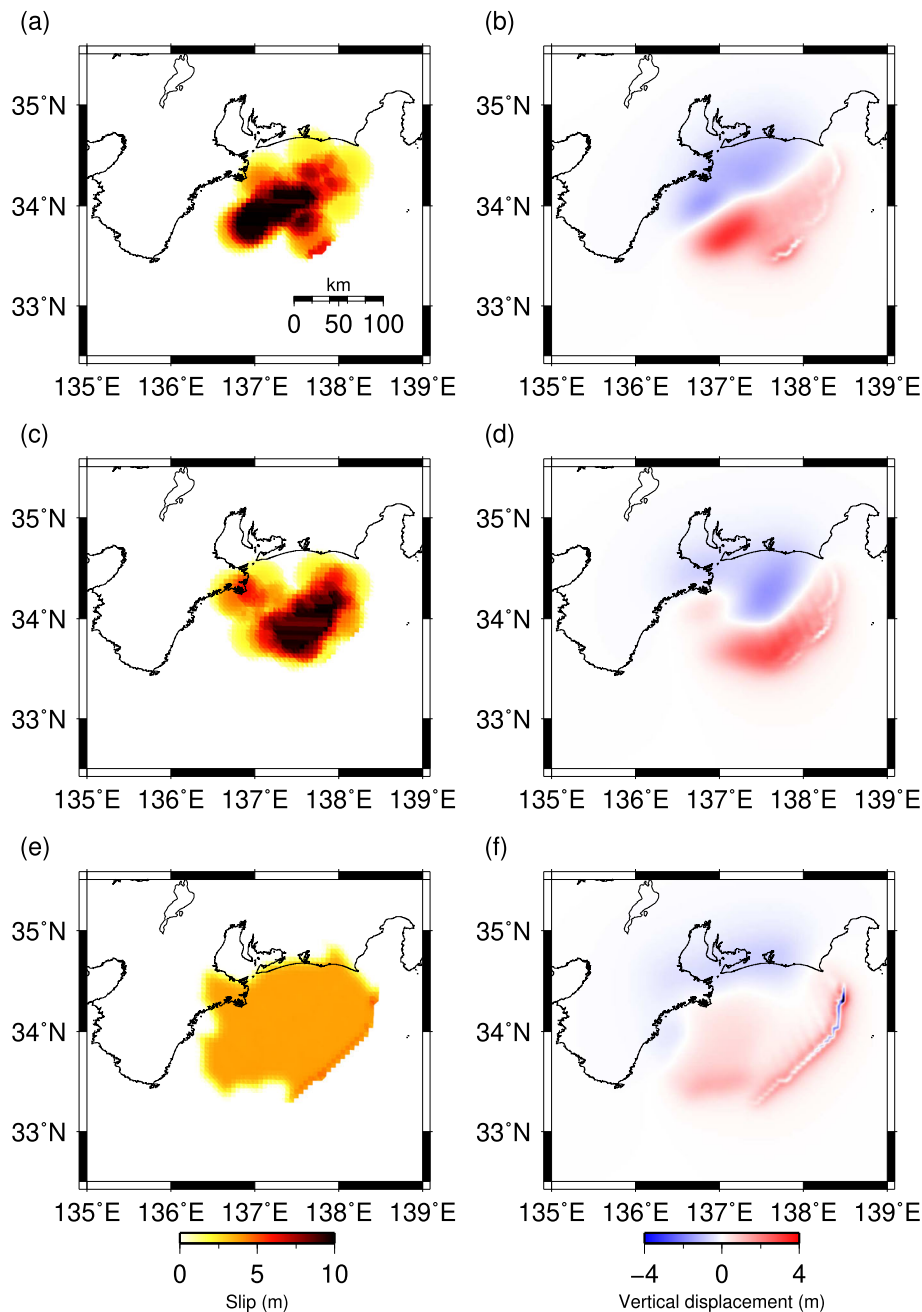 (a) (b)
35˚N 35˚N
34˚N 34˚N
km
33˚N 0 50 100 33˚N
135˚E 136˚E 137˚E 138˚E 139˚E 135˚E 136˚E 137˚E 138˚E 139˚E
(c) (d)
35˚N 35˚N
34˚N 34˚N
33˚N 33˚N
135˚E 136˚E 137˚E 138˚E 139˚E 135˚E 136˚E 137˚E 138˚E 139˚E
(e) (f)
35˚N 35˚N
34˚N 34˚N
33˚N 33˚N
135˚E 136˚E 137˚E 138˚E 139˚E 135˚E 136˚E 137˚E 138˚E 139˚E
0 5 10 −4 0 4
Slip (m) Vertical displacement (m)